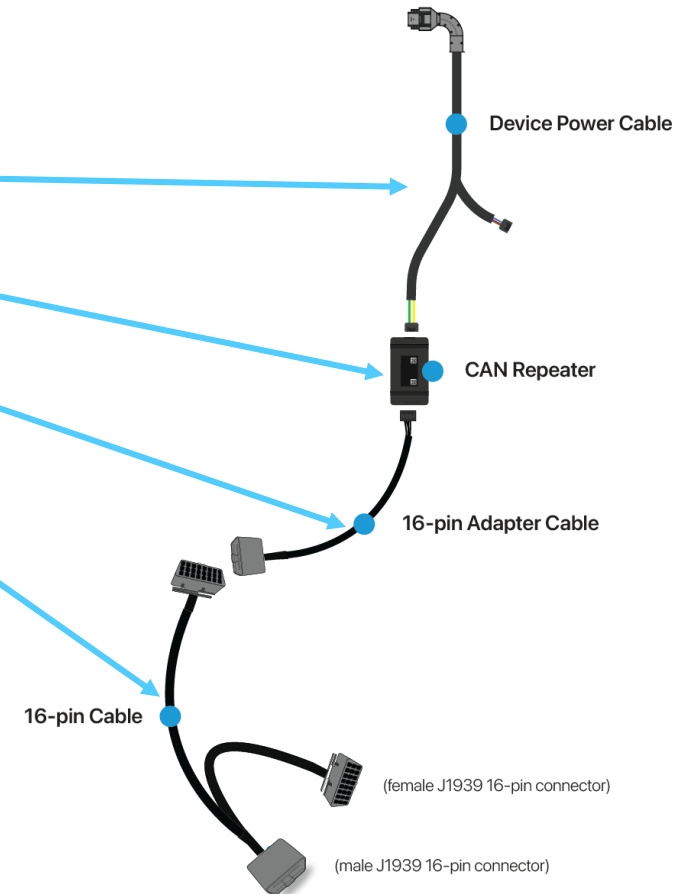 Device Power Cable
CAN Repeater
16-pin Adapter Cable
16-pin Cable
(female J1939 16-pin connector)
(male J1939 16-pin connector)